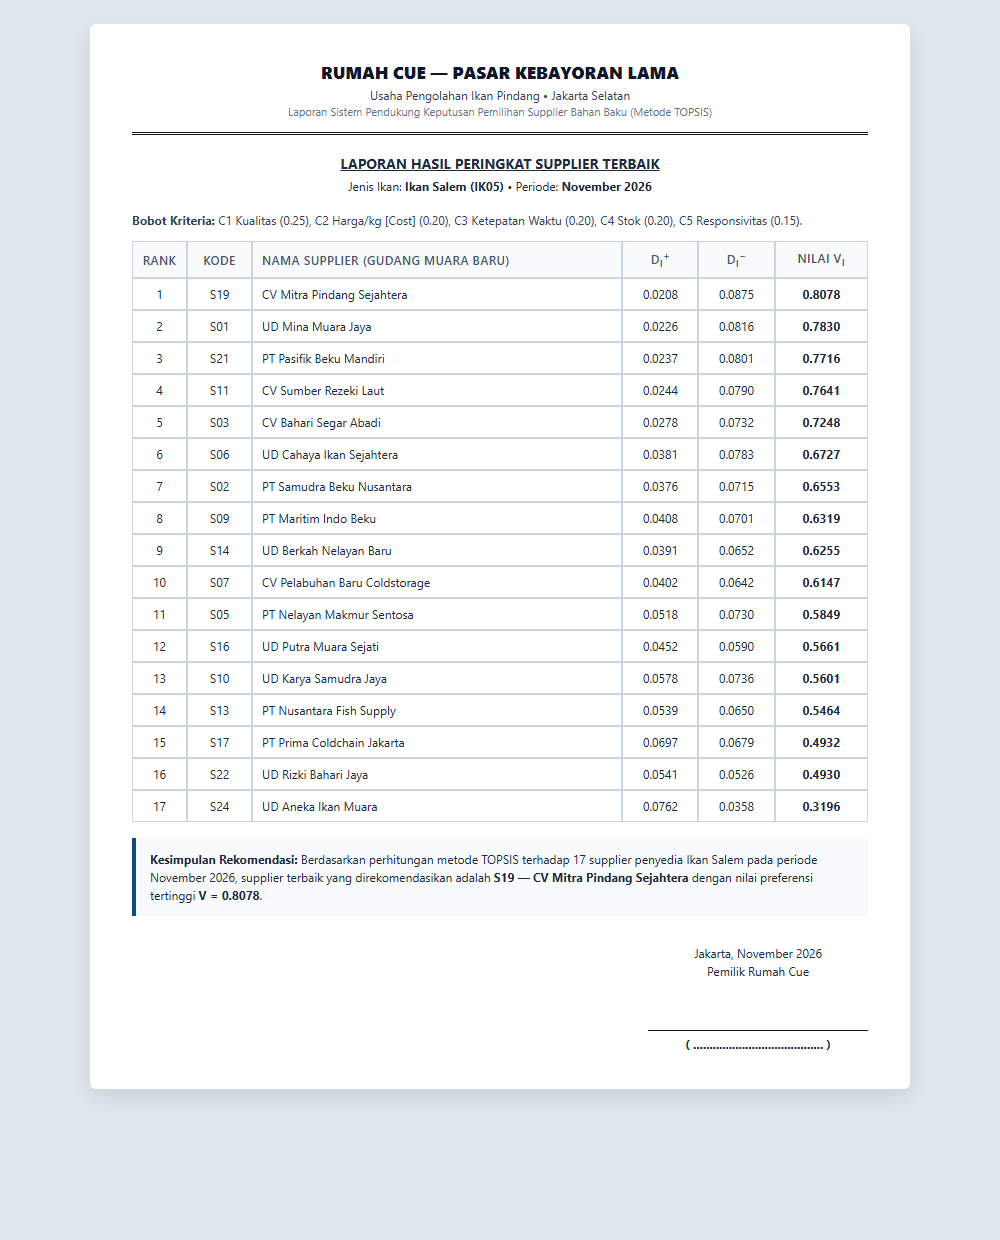 RUMAH CUE — PASAR KEBAYORAN LAMA
Usaha Pengolahan Ikan Pindang • Jakarta Selatan
Laporan Sistem Pendukung Keputusan Pemilihan Supplier Bahan Baku (Metode TOPSIS)
LAPORAN HASIL PERINGKAT SUPPLIER TERBAIK
Jenis Ikan: Ikan Salem (IK05) • Periode: November 2026
Bobot Kriteria: C1 Kualitas (0.25), C2 Harga/kg [Cost] (0.20), C3 Ketepatan Waktu (0.20), C4 Stok (0.20), C5 Responsivitas (0.15).
RANK KODE NAMA SUPPLIER (GUDANG MUARA BARU) DI+ DI− NILAI VI
1 S19 CV Mitra Pindang Sejahtera 0.0208 0.0875 0.8078
2 S01 UD Mina Muara Jaya 0.0226 0.0816 0.7830
3 S21 PT Pasifik Beku Mandiri 0.0237 0.0801 0.7716
4 S11 CV Sumber Rezeki Laut 0.0244 0.0790 0.7641
5 S03 CV Bahari Segar Abadi 0.0278 0.0732 0.7248
6 S06 UD Cahaya Ikan Sejahtera 0.0381 0.0783 0.6727
7 S02 PT Samudra Beku Nusantara 0.0376 0.0715 0.6553
8 S09 PT Maritim Indo Beku 0.0408 0.0701 0.6319
9 S14 UD Berkah Nelayan Baru 0.0391 0.0652 0.6255
10 S07 CV Pelabuhan Baru Coldstorage 0.0402 0.0642 0.6147
11 S05 PT Nelayan Makmur Sentosa 0.0518 0.0730 0.5849
12 S16 UD Putra Muara Sejati 0.0452 0.0590 0.5661
13 S10 UD Karya Samudra Jaya 0.0578 0.0736 0.5601
14 S13 PT Nusantara Fish Supply 0.0539 0.0650 0.5464
15 S17 PT Prima Coldchain Jakarta 0.0697 0.0679 0.4932
16 S22 UD Rizki Bahari Jaya 0.0541 0.0526 0.4930
17 S24 UD Aneka Ikan Muara 0.0762 0.0358 0.3196
Kesimpulan Rekomendasi: Berdasarkan perhitungan metode TOPSIS terhadap 17 supplier penyedia Ikan Salem pada periode
November 2026, supplier terbaik yang direkomendasikan adalah S19 — CV Mitra Pindang Sejahtera dengan nilai preferensi
tertinggi V = 0.8078.
Jakarta, November 2026
Pemilik Rumah Cue
( ........................................ )